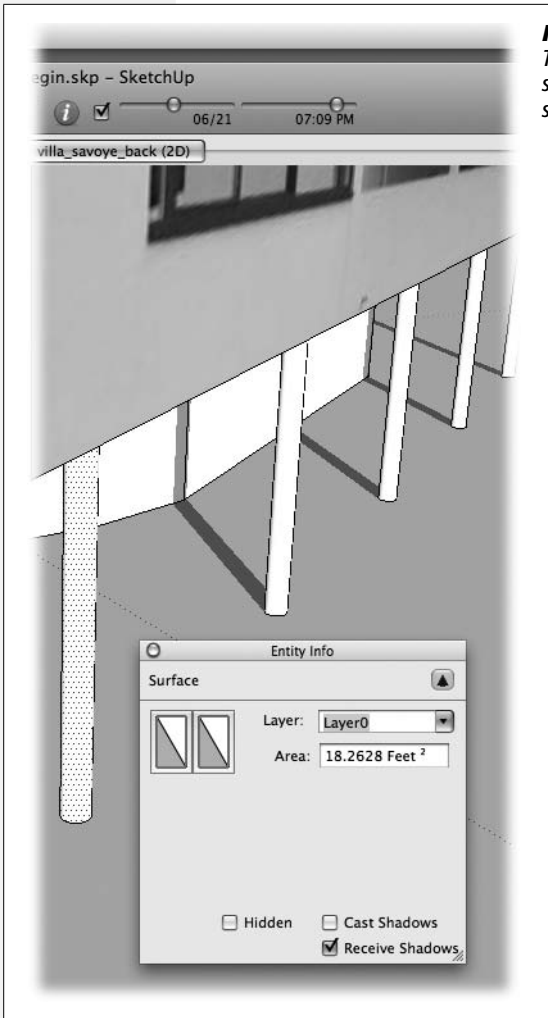 egin.skp – SketchUp
06/21
07:09 PM
villa_savoye_back (2D)
Entity Info
Surface
Layer: Layer0
Area: 18.2628 Feet ²
Hidden
Cast Shadows
Receive Shadows